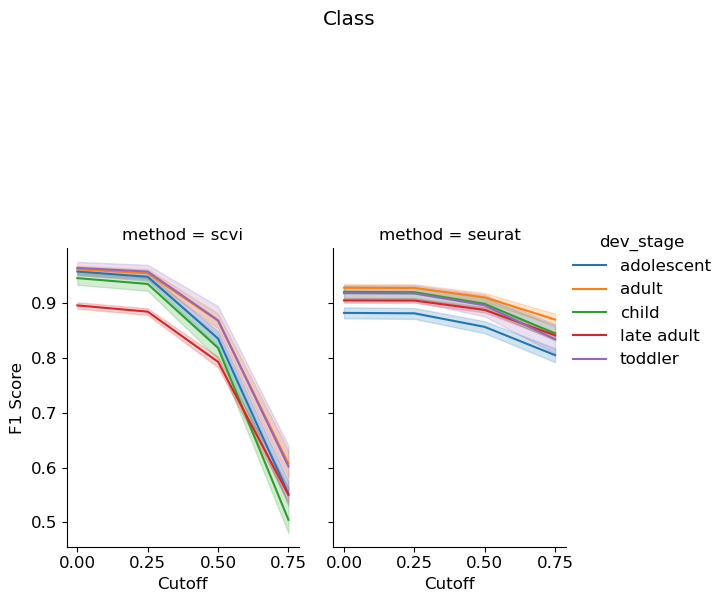 Class
method = scvi
method = seurat
dev_stage
adolescent
adult
child
late adult
toddler
F1 Score
0.9
0.8
0.7
0.6
0.5
0.00 0.25 0.50 0.75
0.00 0.25 0.50 0.75
Cutoff
Cutoff